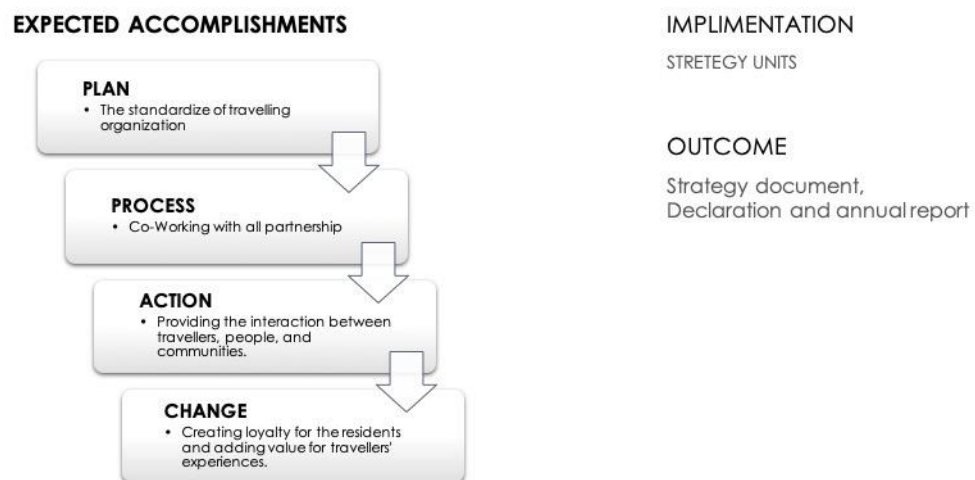 EXPECTED ACCOMPLISHMENTS
PLAN
• The standardize of travelling
organization
PROCESS
• Co-Working with all partnership
ACTION
• Providing the interaction between
travellers, people, and
communities.
CHANGE
• Creating loyalty for the residents
and adding value for travellers'
experiences.
IMPLIMENTATION
STRETEGY UNITS
OUTCOME
Strategy document,
Declaration and annual report